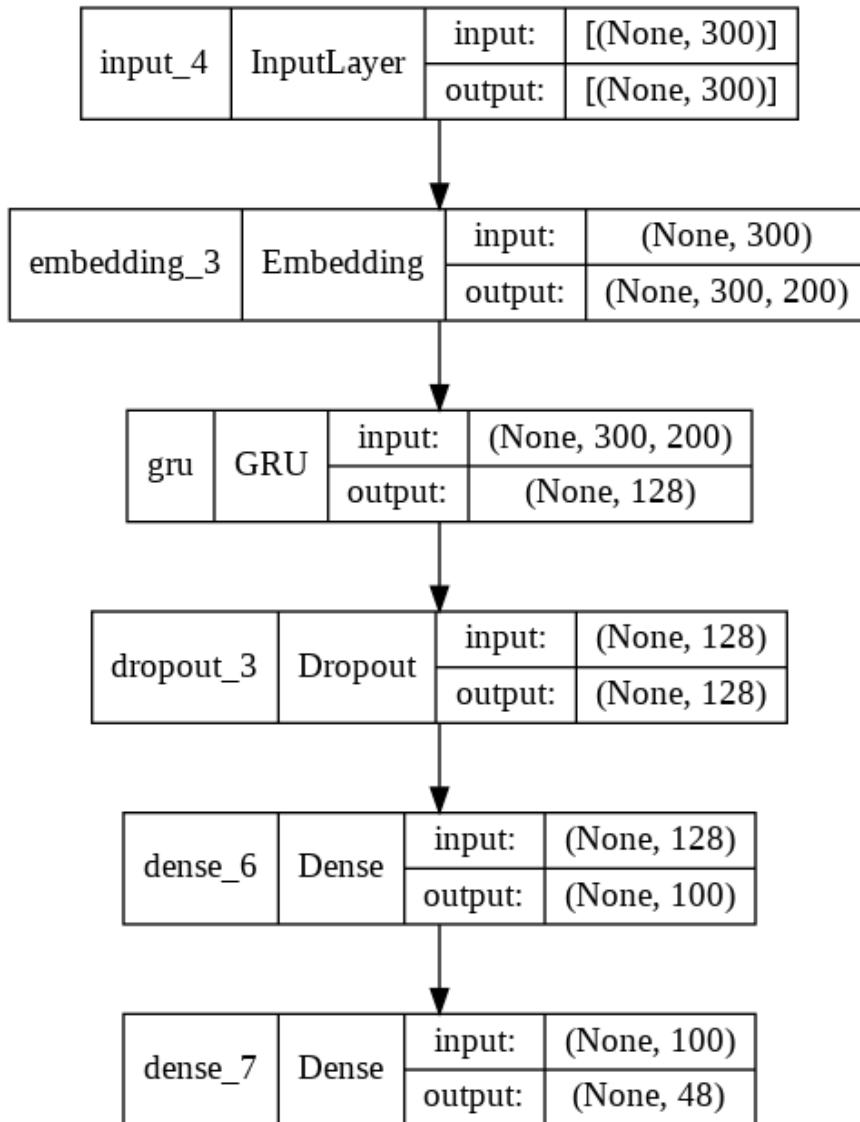 input_4 InputLayer input: [(None, 300)]
output: [(None, 300)]
embedding_3 Embedding input: (None, 300)
output: (None, 300, 200)
gru GRU input: (None, 300, 200)
output: (None, 128)
dropout_3 Dropout input: (None, 128)
output: (None, 128)
dense_6 Dense input: (None, 128)
output: (None, 100)
dense_7 Dense input: (None, 100)
output: (None, 48)